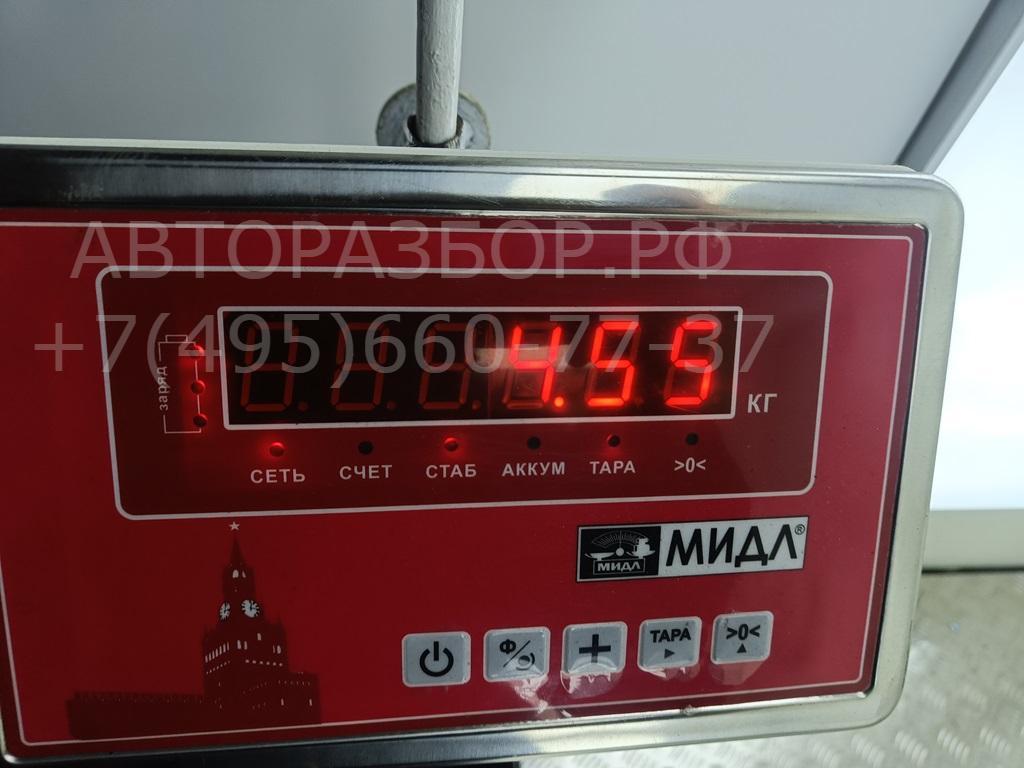 АВТОРАЗБОР.РФ
+7(495)660-77-37
заряд
4.55
КГ
СЕТЬ СЧЕТ СТАБ АККУМ ТАРА >0<
МИДЛ МИДЛ®
Ф + ТАРА >0<